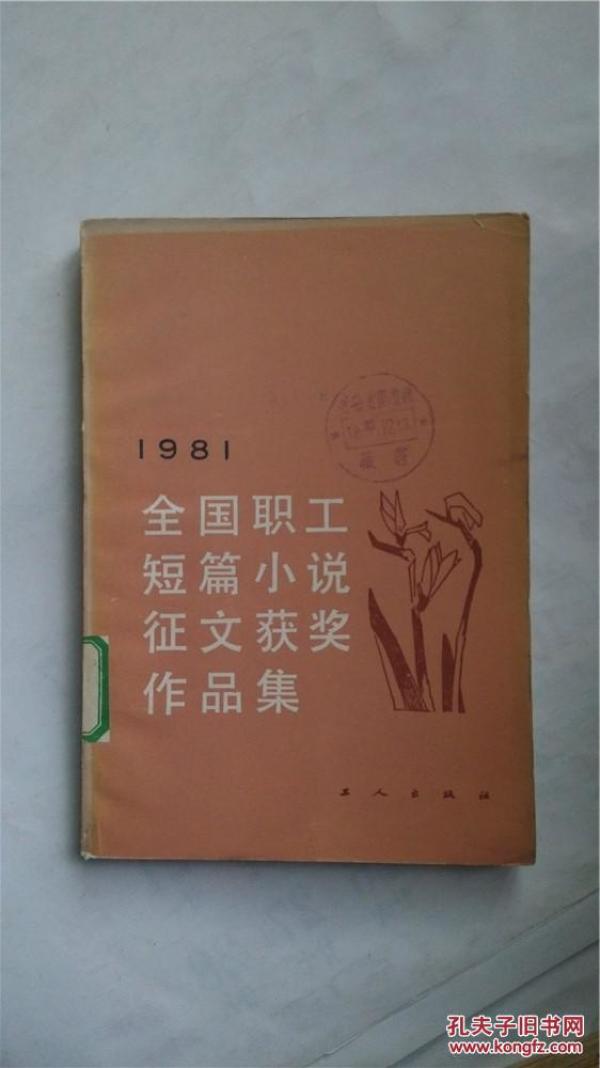 1981
全国职工
短篇小说
征文获奖
作品集
工人出版社
孔夫子旧书网
www.kongfz.com